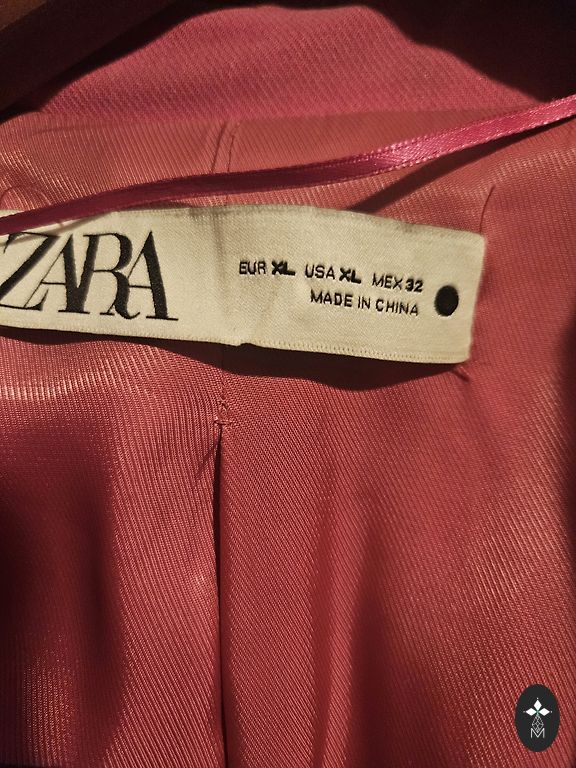 ZARA
EUR XL USA XL MEX 32
MADE IN CHINA
M